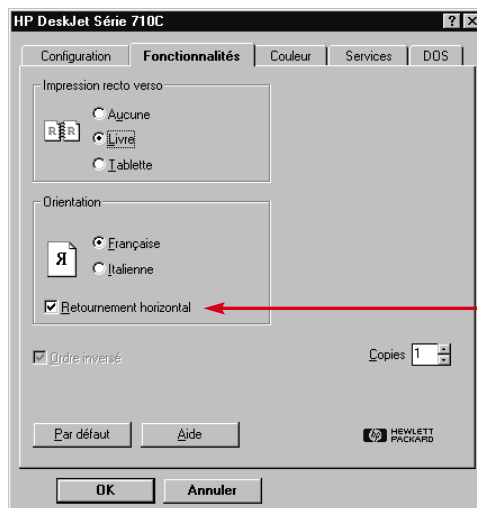 HP DeskJet Série 710C
Configuration Fonctionnalités Couleur Services DOS
Impression recto verso
Aucune
R R
Livre
Tablette
Orientation
Française
Я
Italienne
Retournement horizontal
Ordre inversé
Copies 1
Par défaut Aide
hp HEWLETT
PACKARD
OK Annuler